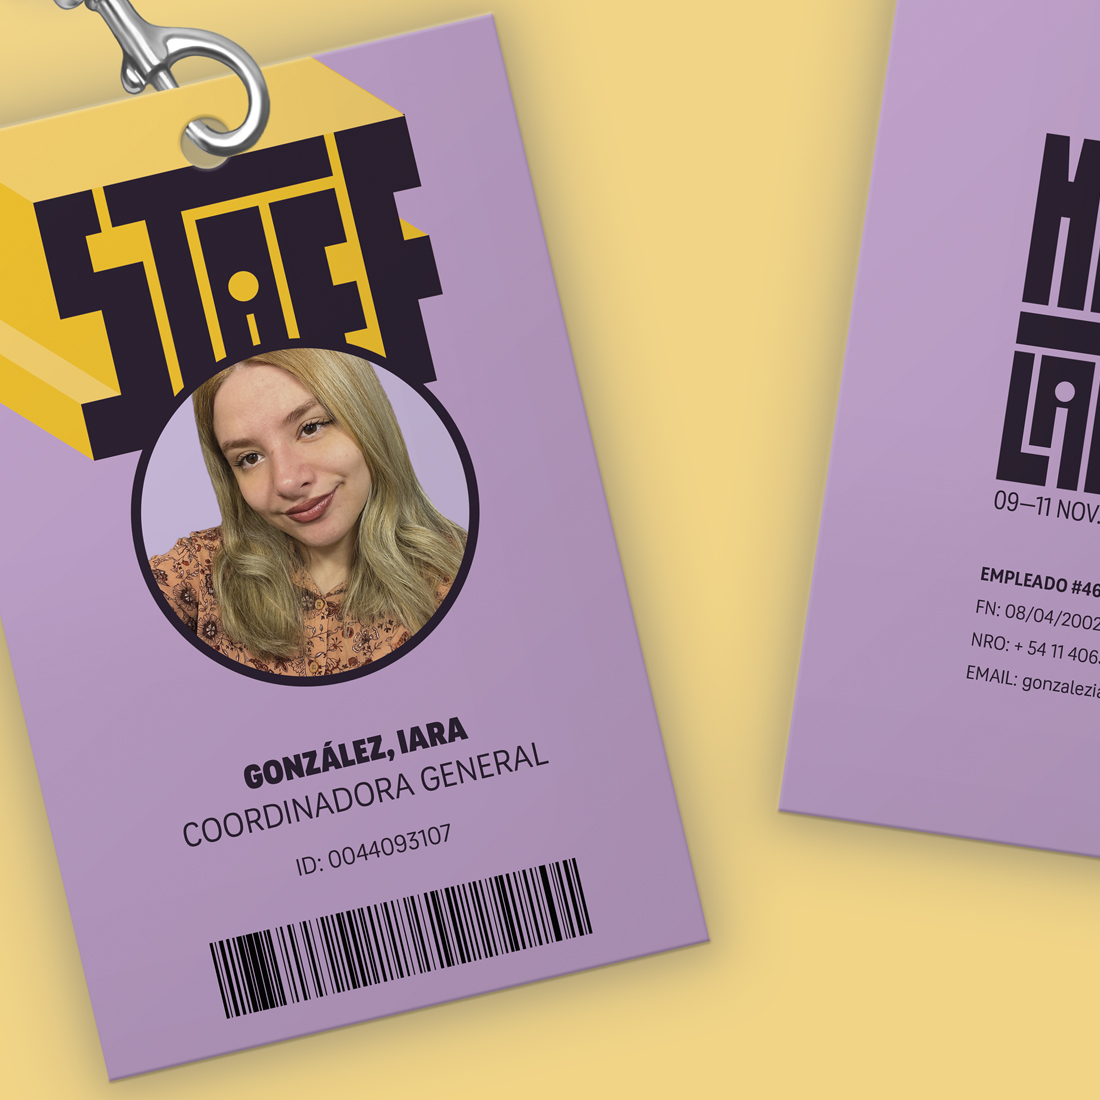 STAFF
GONZÁLEZ, IARA
COORDINADORA GENERAL
ID: 0044093107
09—11 NOV.
EMPLEADO #46
FN: 08/04/2002
NRO: + 54 11 406
EMAIL: gonzalezia